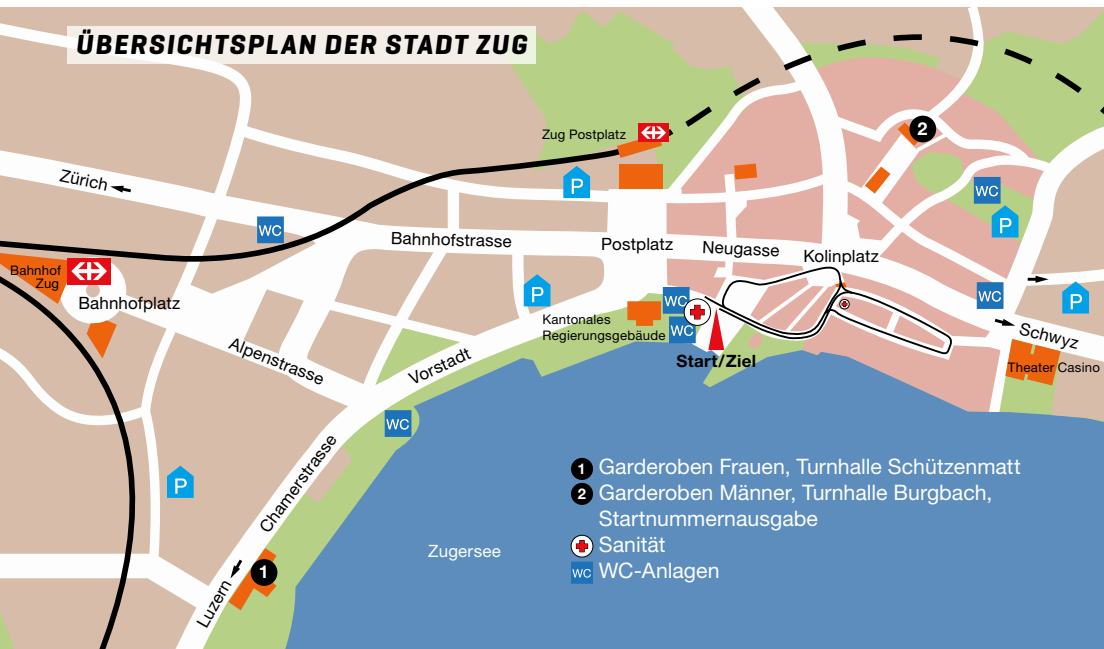 ÜBERSICHTSPLAN DER STADT ZUG
Zug Postplatz
2
P
Zürich
WC
WC
P
Bahnhofstrasse
Postplatz
Neugasse
Kolinplatz
Bahnhof
Zug
Bahnhofplatz
P
WC
WC
P
Kantonales
Regierungsgebäude
WC
Schwyz
Alpenstrasse
Vorstadt
Start/Ziel
Theater Casino
WC
P
Chamerstrasse
1 Garderoben Frauen, Turnhalle Schützenmatt
2 Garderoben Männer, Turnhalle Burgbach,
Startnummernausgabe
Sanität
WC WC-Anlagen
Zugersee
1
Luzern